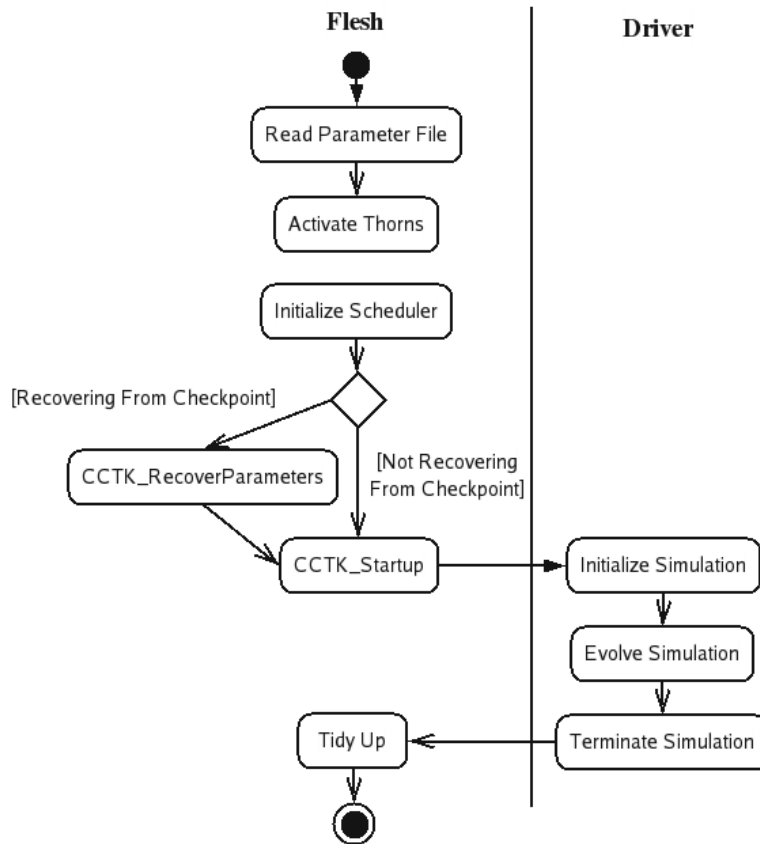 Flesh
Driver
Read Parameter File
Activate Thorns
Initialize Scheduler
[Recovering From Checkpoint]
CCTK_RecoverParameters
[Not Recovering
From Checkpoint]
CCTK_Startup
Initialize Simulation
Evolve Simulation
Terminate Simulation
Tidy Up